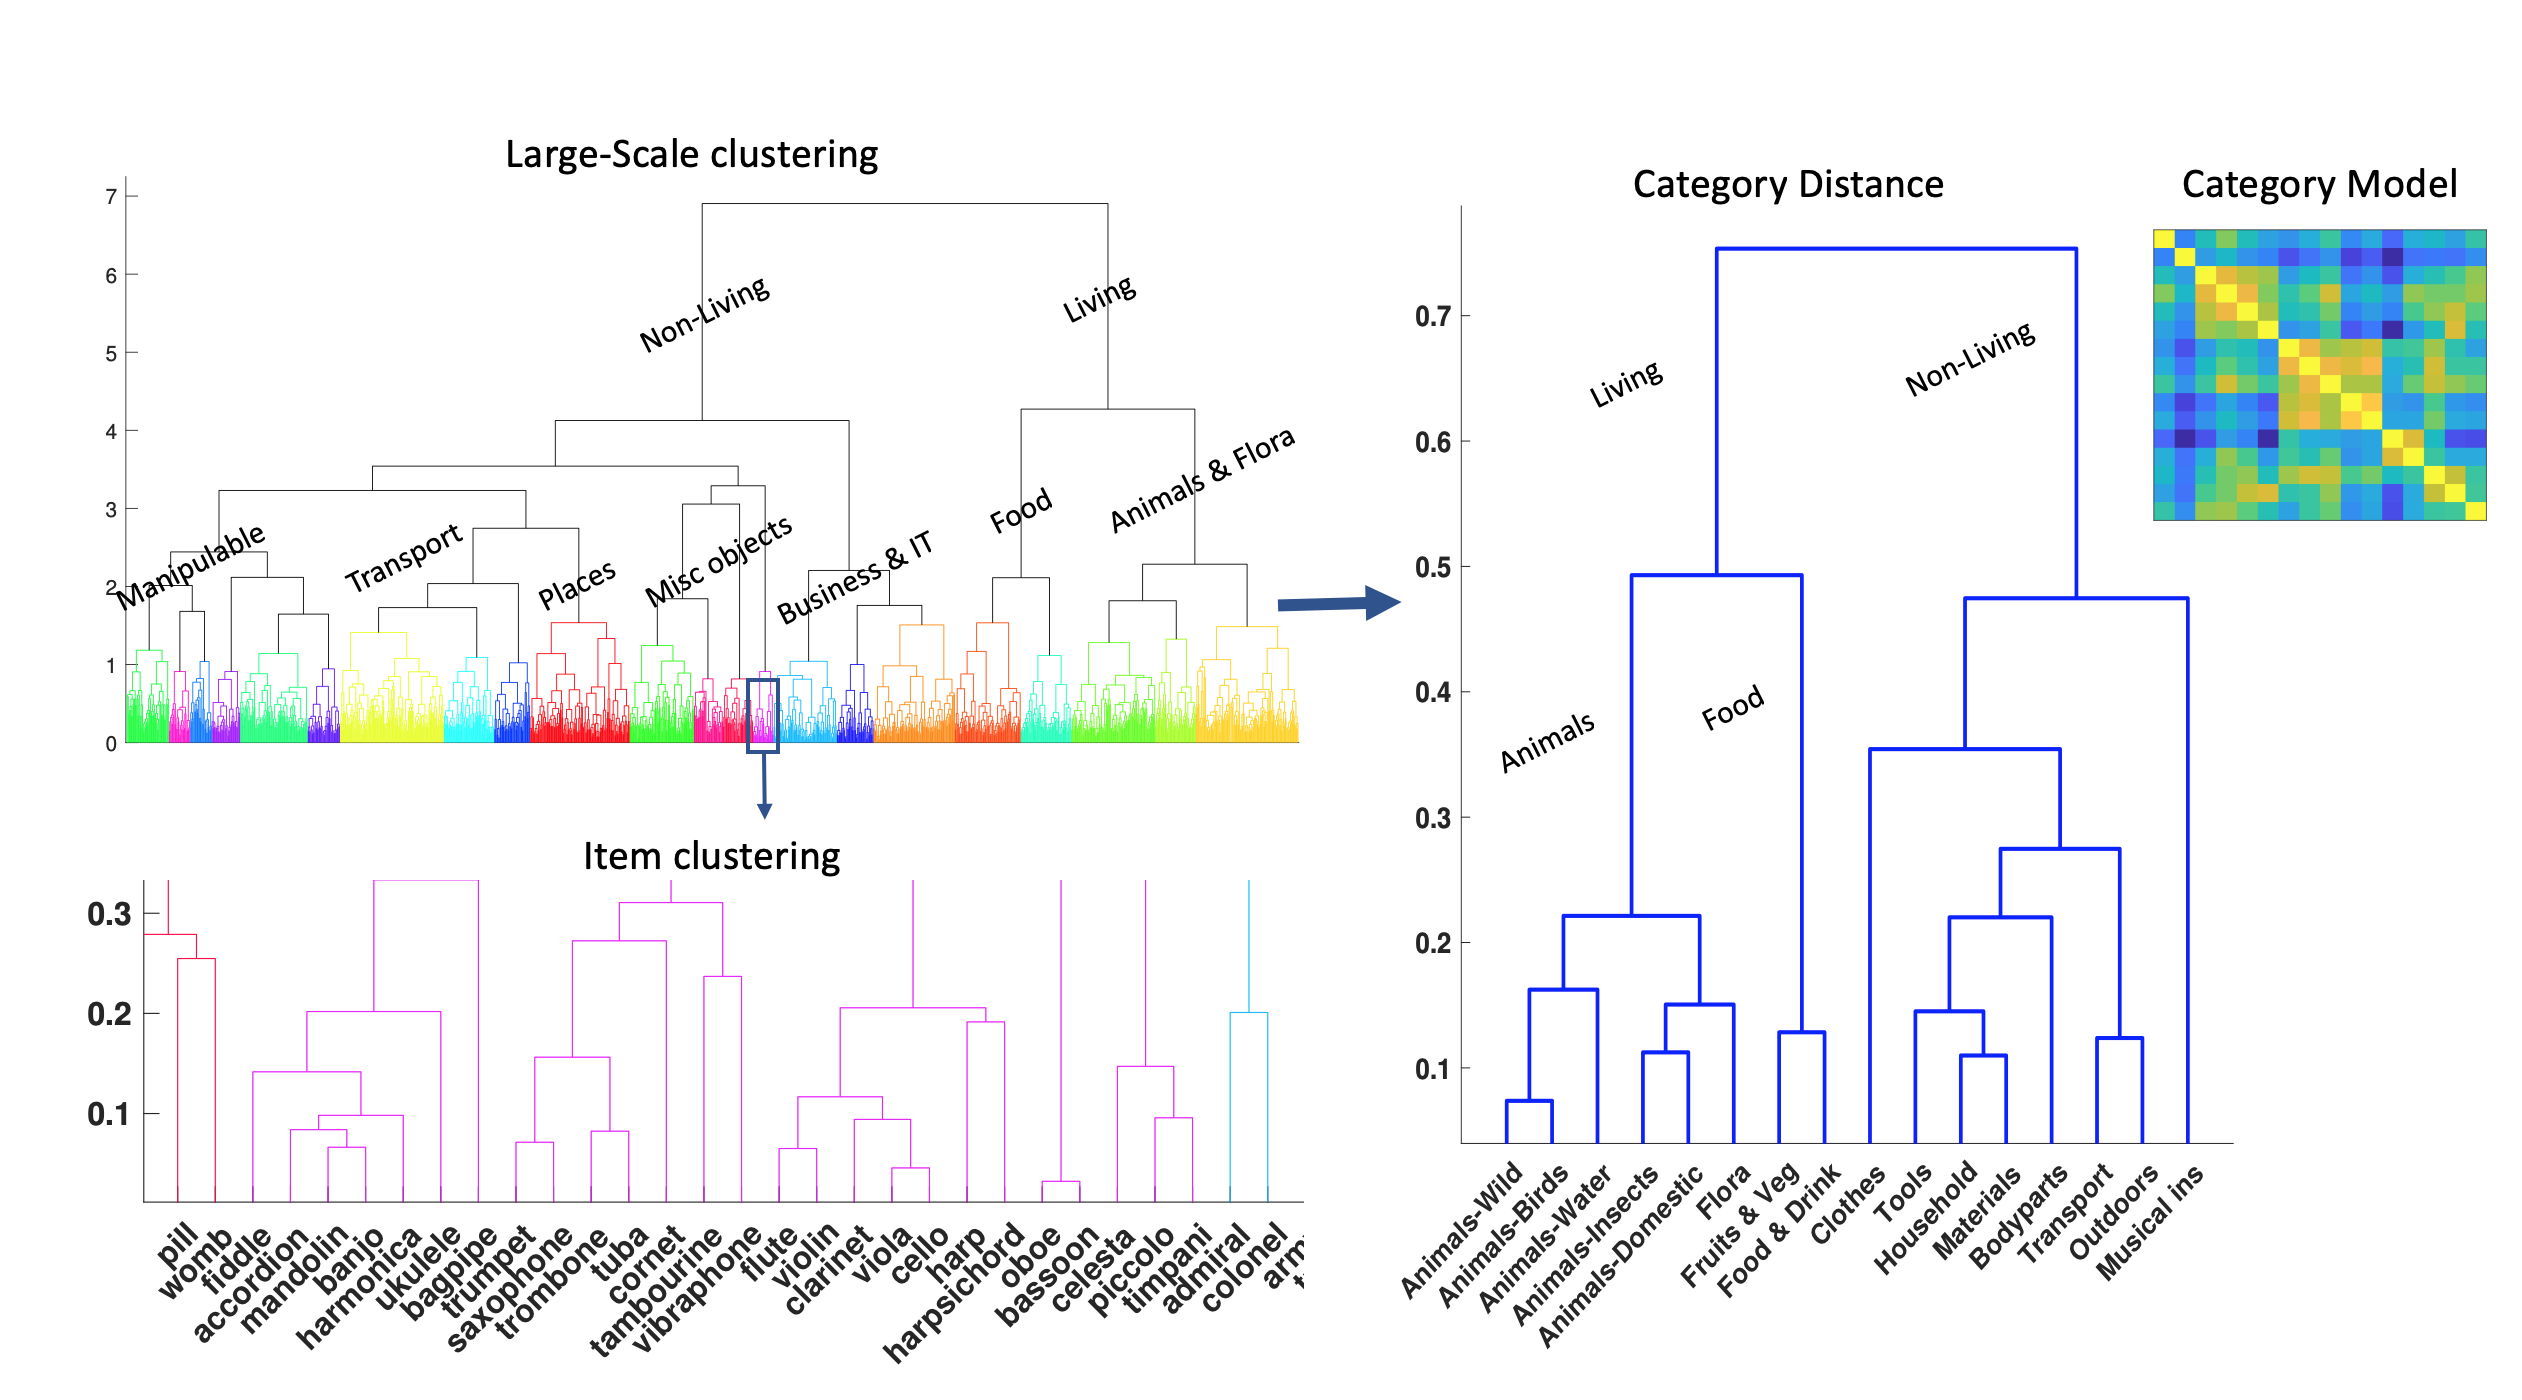 Large-Scale clustering
7
6
5
4
3
2
1
0
Non-Living
Living
Manipulable
Transport
Places
Misc objects
Business & IT
Food
Animals & Flora
Item clustering
0.3
0.2
0.1
pill
womb
fiddle
accordion
mandolin
banjo
harmonica
ukulele
bagpipe
trumpet
saxophone
trombone
tuba
cornet
tambourine
vibraphone
flute
violin
clarinet
viola
cello
harp
harpsichord
oboe
bassoon
celesta
piccolo
timpani
admiral
colonel
Category Distance
0.7
0.6
0.5
0.4
0.3
0.2
0.1
Living
Non-Living
Animals
Food
Animals-Wild
Animals-Birds
Animals-Water
Animals-Insects
Animals-Domestic
Flora
Fruits & Veg
Food & Drink
Clothes
Tools
Household
Materials
Bodyparts
Transport
Outdoors
Musical ins
Category Model